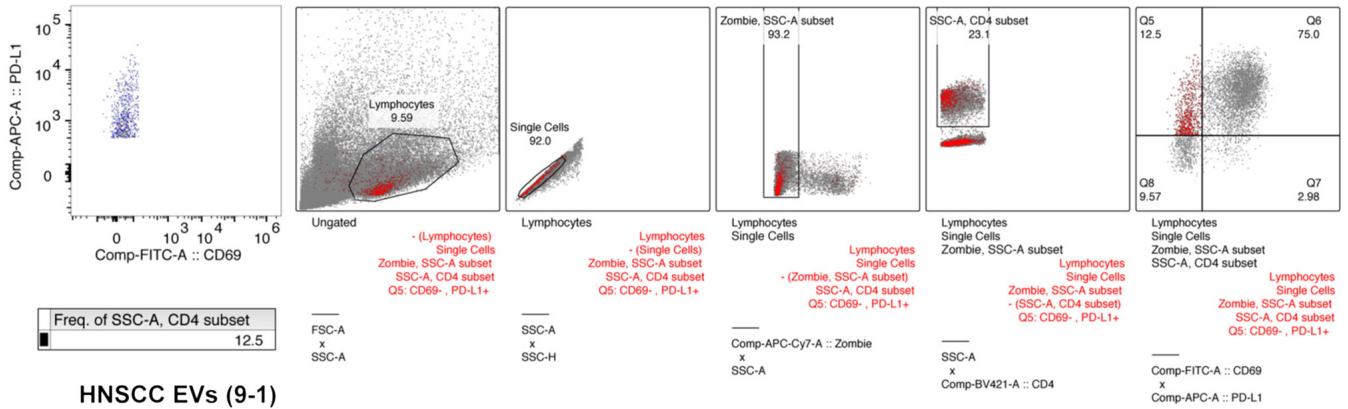 10^5
10^4
10^3
0
Comp-APC-A :: PD-L1
0
10^3
10^4
10^6
Comp-FITC-A :: CD69
Freq. of SSC-A, CD4 subset
12.5
HNSCC EVs (9-1)
Lymphocytes
9.59
Ungated
- (Lymphocytes)
Single Cells
Zombie, SSC-A subset
SSC-A, CD4 subset
Q5: CD69- , PD-L1+
FSC-A
x
SSC-A
Single Cells
92.0
Lymphocytes
Lymphocytes
- (Single Cells)
Zombie, SSC-A subset
SSC-A, CD4 subset
Q5: CD69- , PD-L1+
SSC-A
x
SSC-H
Zombie, SSC-A subset
93.2
Lymphocytes
Single Cells
Lymphocytes
Single Cells
- (Zombie, SSC-A subset)
SSC-A, CD4 subset
Q5: CD69- , PD-L1+
Comp-APC-Cy7-A :: Zombie
x
SSC-A
SSC-A, CD4 subset
23.1
Lymphocytes
Single Cells
Zombie, SSC-A subset
Lymphocytes
Single Cells
Zombie, SSC-A subset
- (SSC-A, CD4 subset)
Q5: CD69- , PD-L1+
SSC-A
x
Comp-BV421-A :: CD4
Q5
12.5
Q6
75.0
Q8
9.57
Q7
2.98
Lymphocytes
Single Cells
Zombie, SSC-A subset
SSC-A, CD4 subset
Lymphocytes
Single Cells
Zombie, SSC-A subset
SSC-A, CD4 subset
Q5: CD69- , PD-L1+
Comp-FITC-A :: CD69
x
Comp-APC-A :: PD-L1